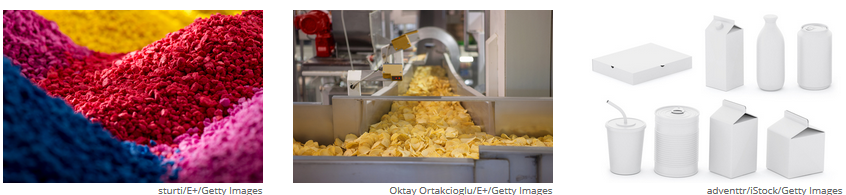 sturti/E+/Getty Images
Oktay Ortakcioglu/E+/Getty Images
adventtr/iStock/Getty Images